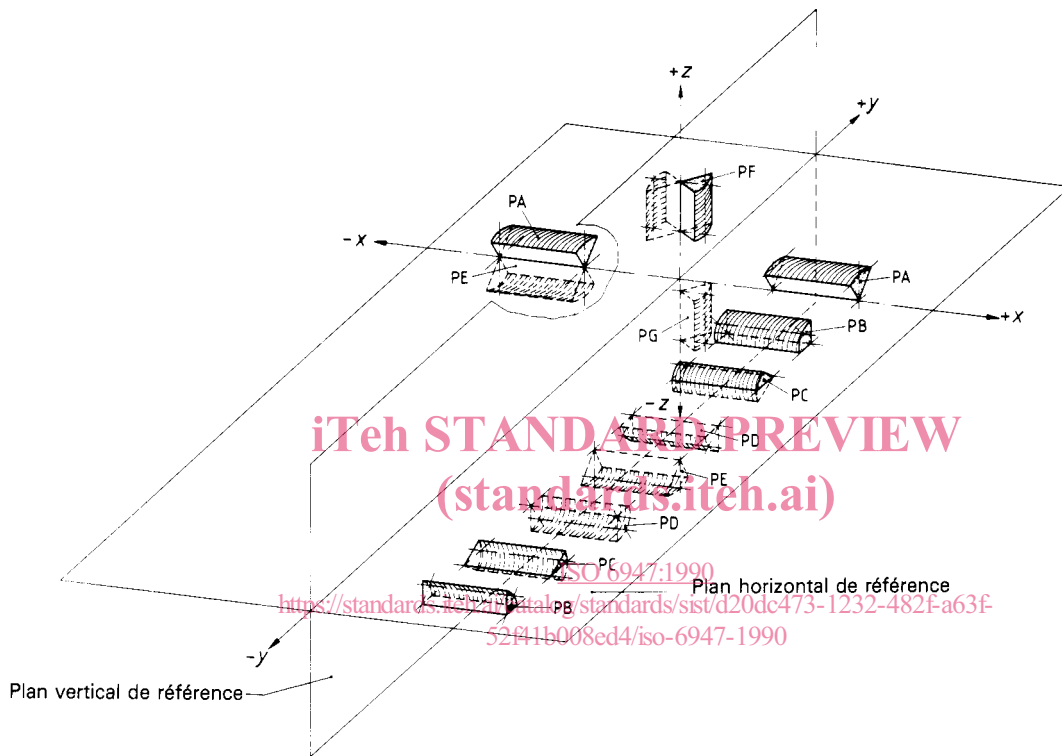 +z
+y
PF
PA
-x
PE
PA
+x
PB
PG
PC
-z
PD
iTeh STANDARD PREVIEW
PE
(standards.iteh.ai)
PD
PC
ISO 6947:1990
Plan horizontal de référence
https://standards.iteh.ai/catalog/standards/sist/d20dc473-1232-482f-a63f-
52f41b008ed4/iso-6947-1990
PB
-y
Plan vertical de référence